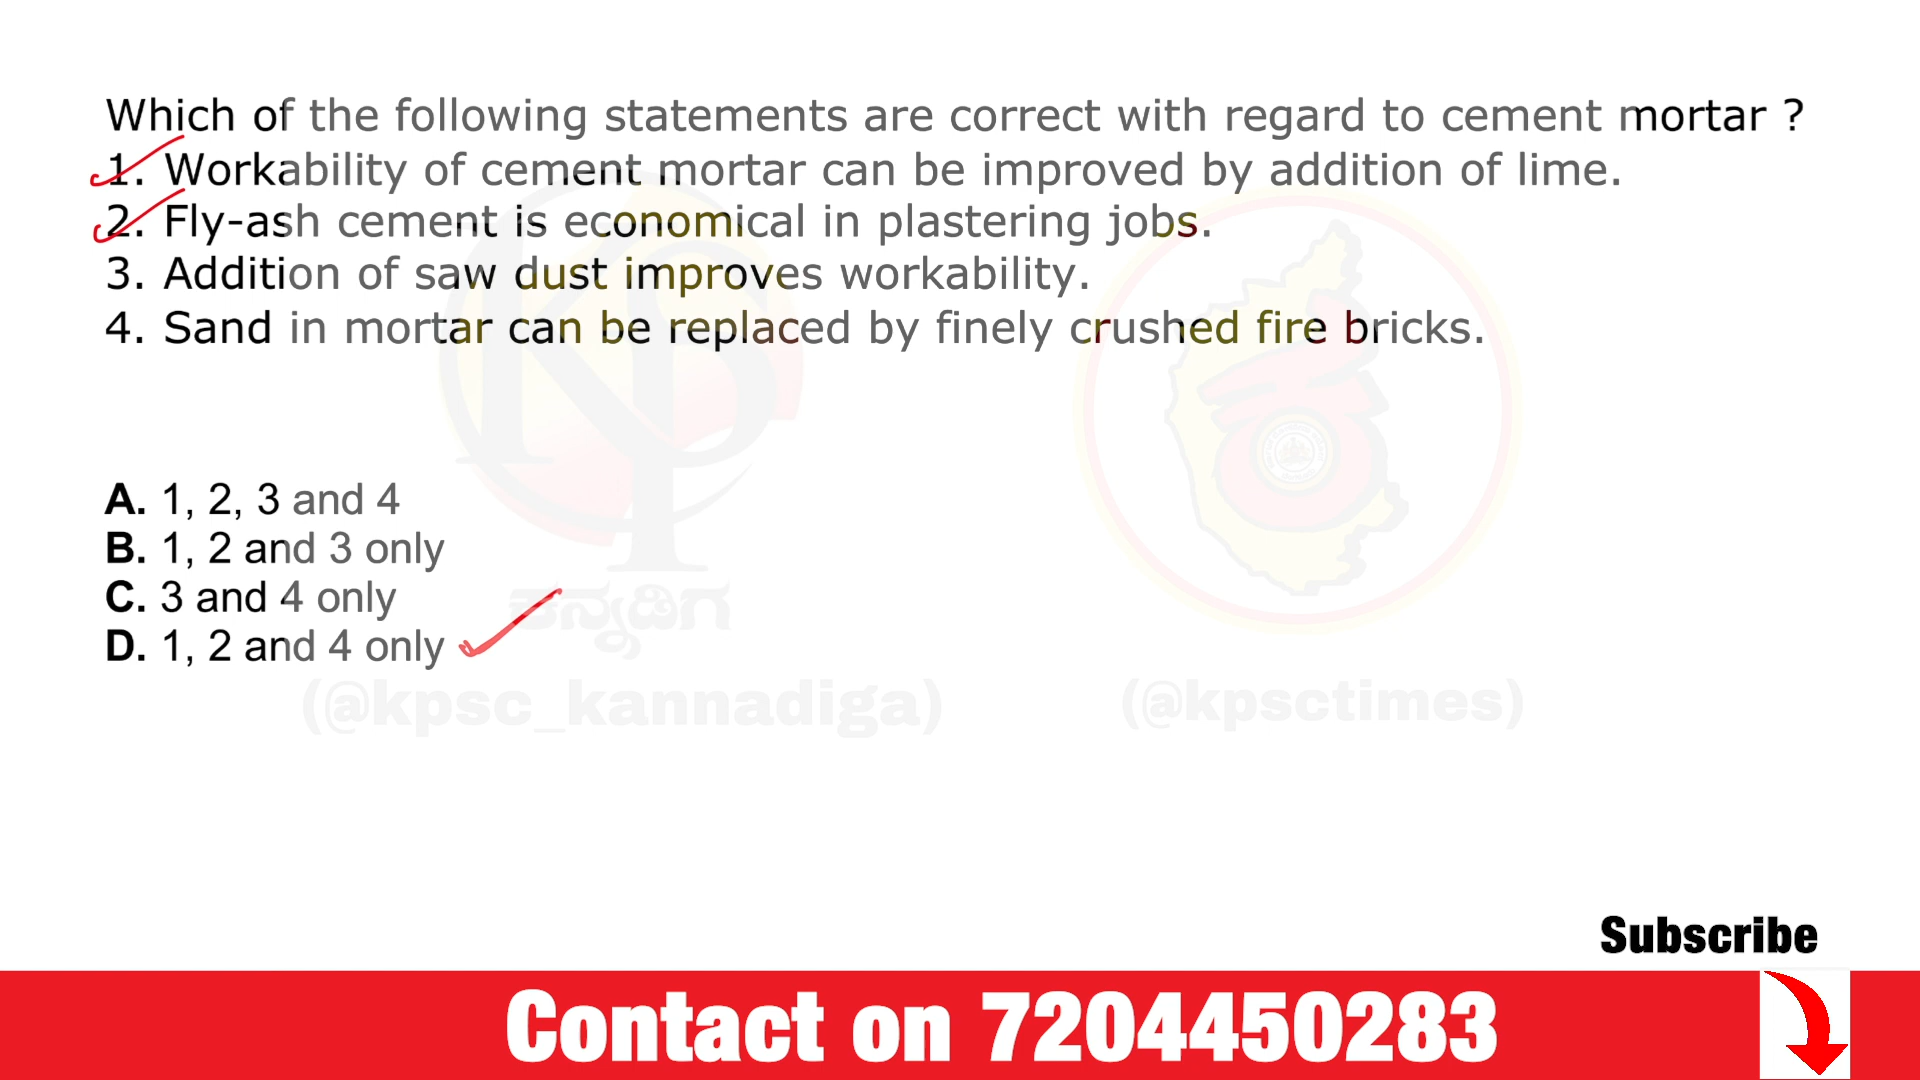 Which of the following statements are correct with regard to cement mortar ?
1. Workability of cement mortar can be improved by addition of lime.
2. Fly-ash cement is economical in plastering jobs.
3. Addition of saw dust improves workability.
4. Sand in mortar can be replaced by finely crushed fire bricks.
A. 1, 2, 3 and 4
B. 1, 2 and 3 only
C. 3 and 4 only
D. 1, 2 and 4 only
KPS
ಕನ್ನಡಿಗ
(@kpsc_kannadiga)
(@kpsctimes)
Subscribe
Contact on 7204450283